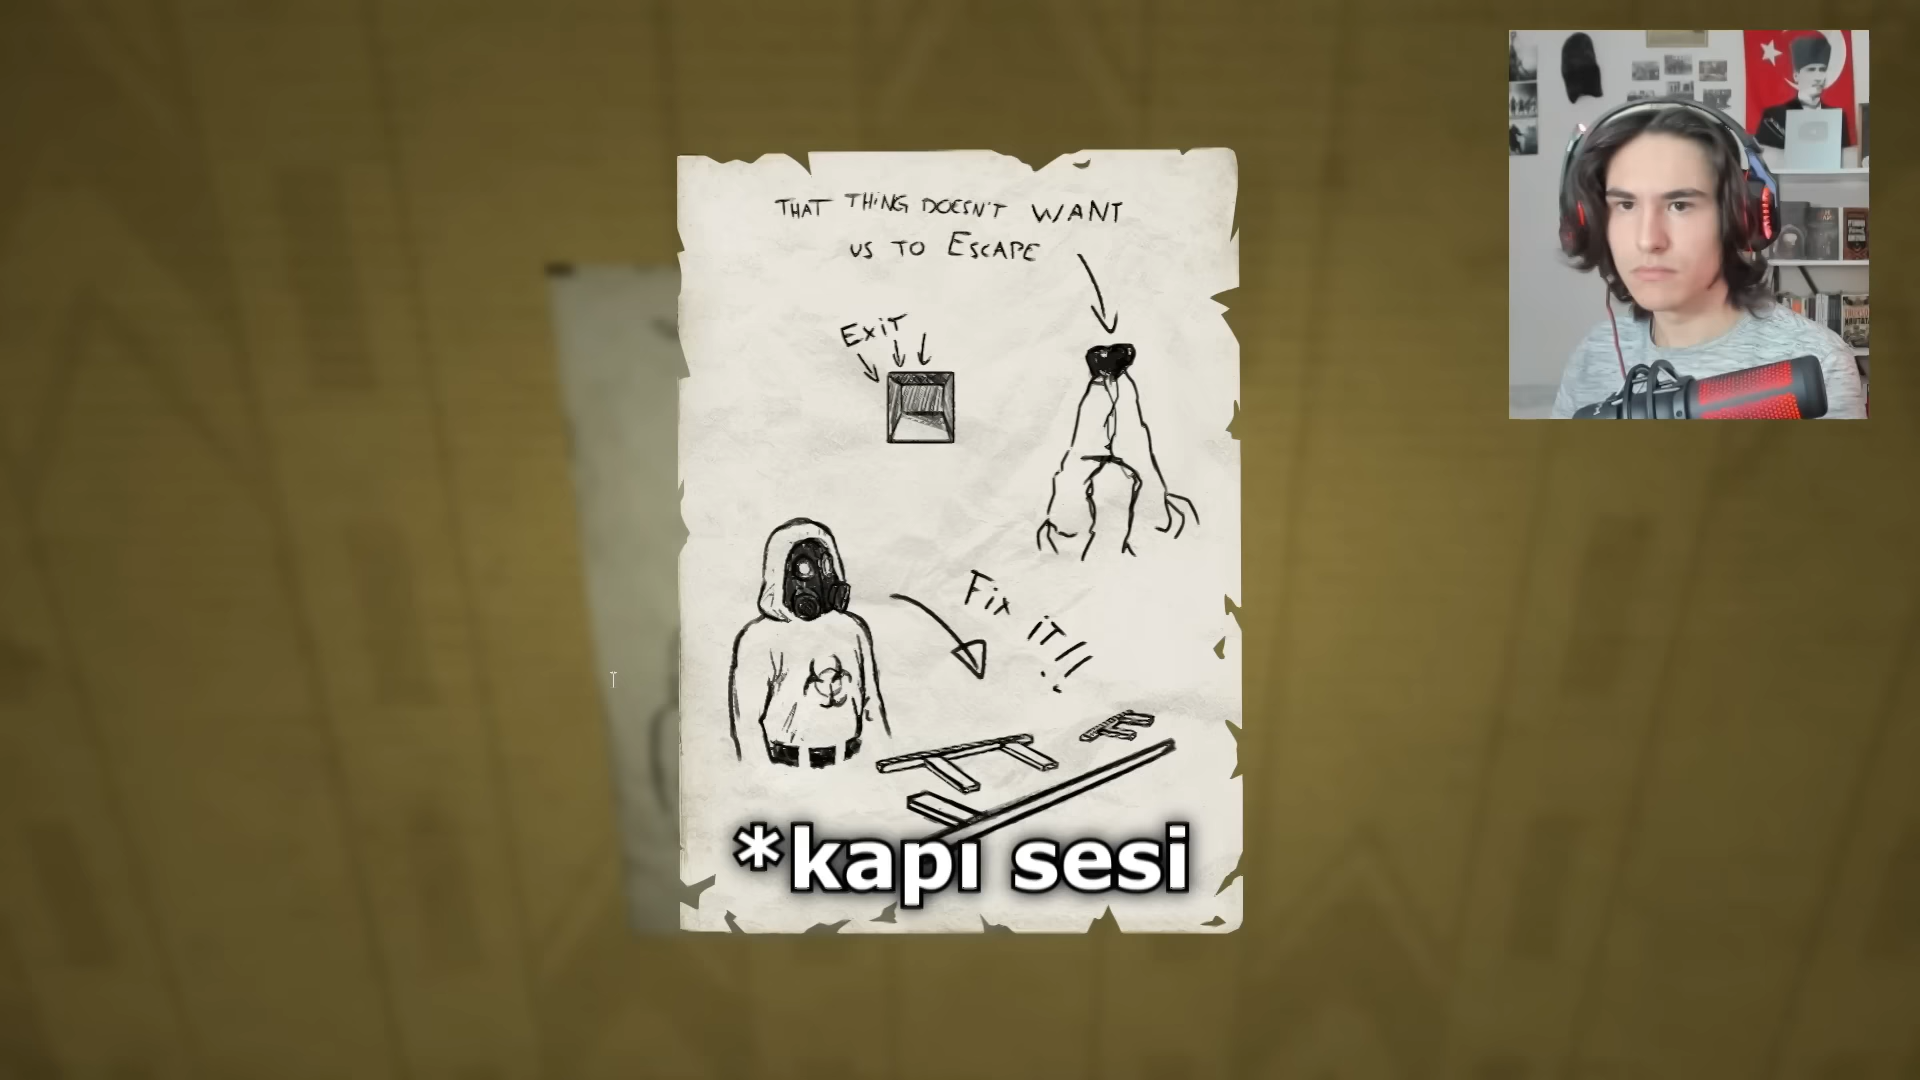 THAT THING DOESN'T WANT
US TO ESCAPE
EXIT
FIX IT!!
*kapı sesi